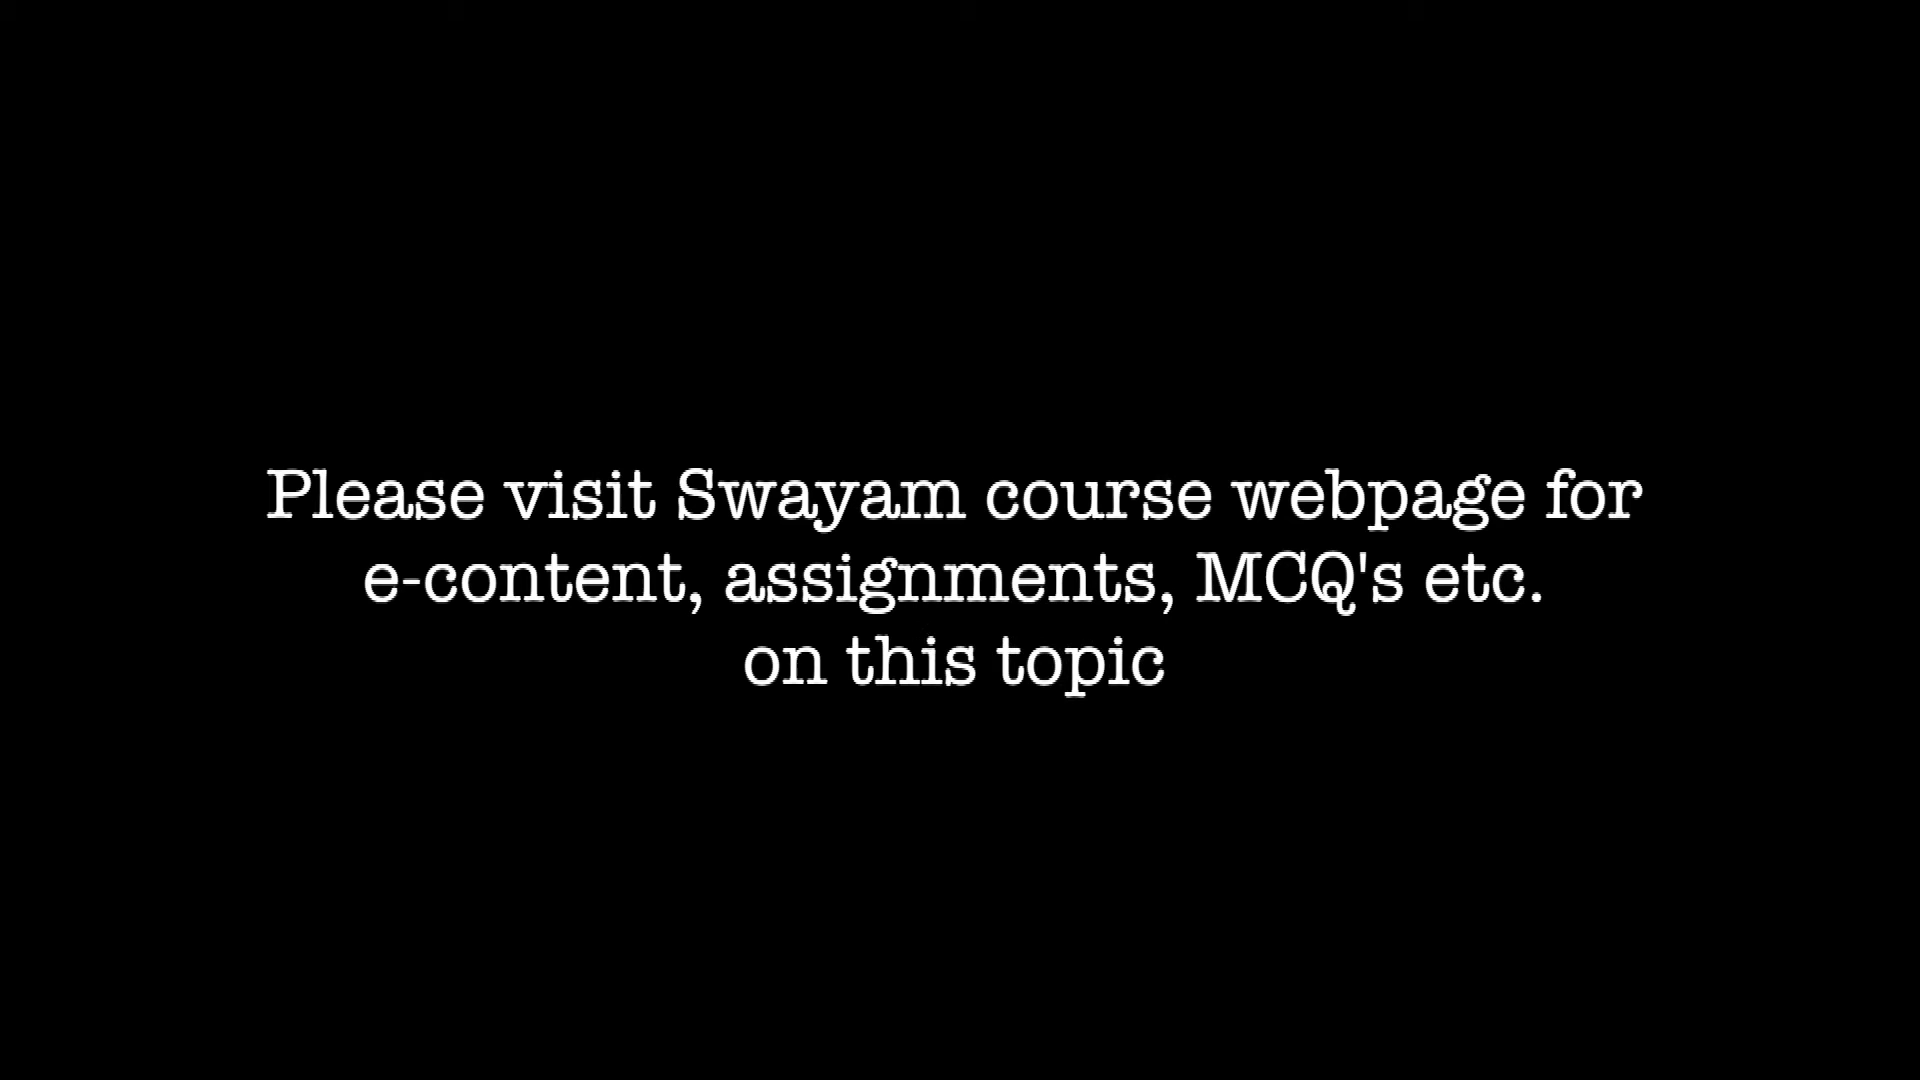 Please visit Swayam course webpage for
e-content, assignments, MCQ's etc.
on this topic